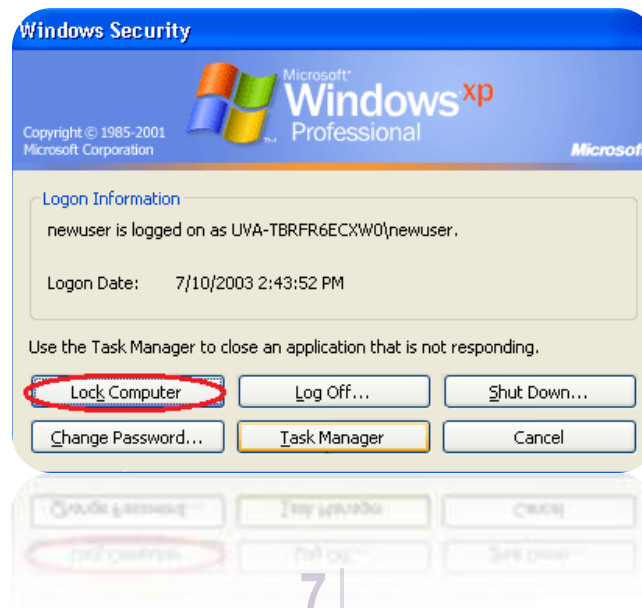 Windows Security
Microsoft®
Windows xp
Professional
Copyright © 1985-2001
Microsoft Corporation
Logon Information
newuser is logged on as UVA-TBRFR6ECXW0\newuser.
Logon Date: 7/10/2003 2:43:52 PM
Use the Task Manager to close an application that is not responding.
Lock Computer Log Off... Shut Down...
Change Password... Task Manager Cancel
7